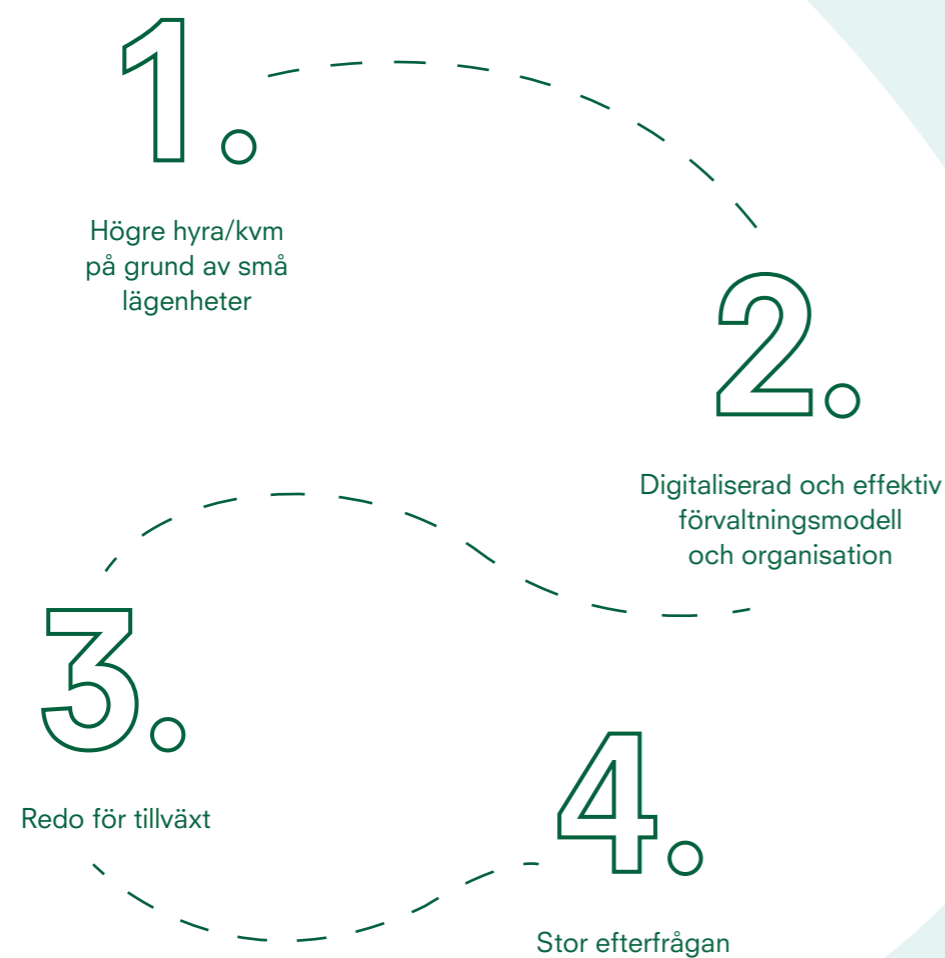 1.
Högre hyra/kvm
på grund av små
lägenheter
2.
Digitaliserad och effektiv
förvaltningsmodell
och organisation
3.
Redo för tillväxt
4.
Stor efterfrågan